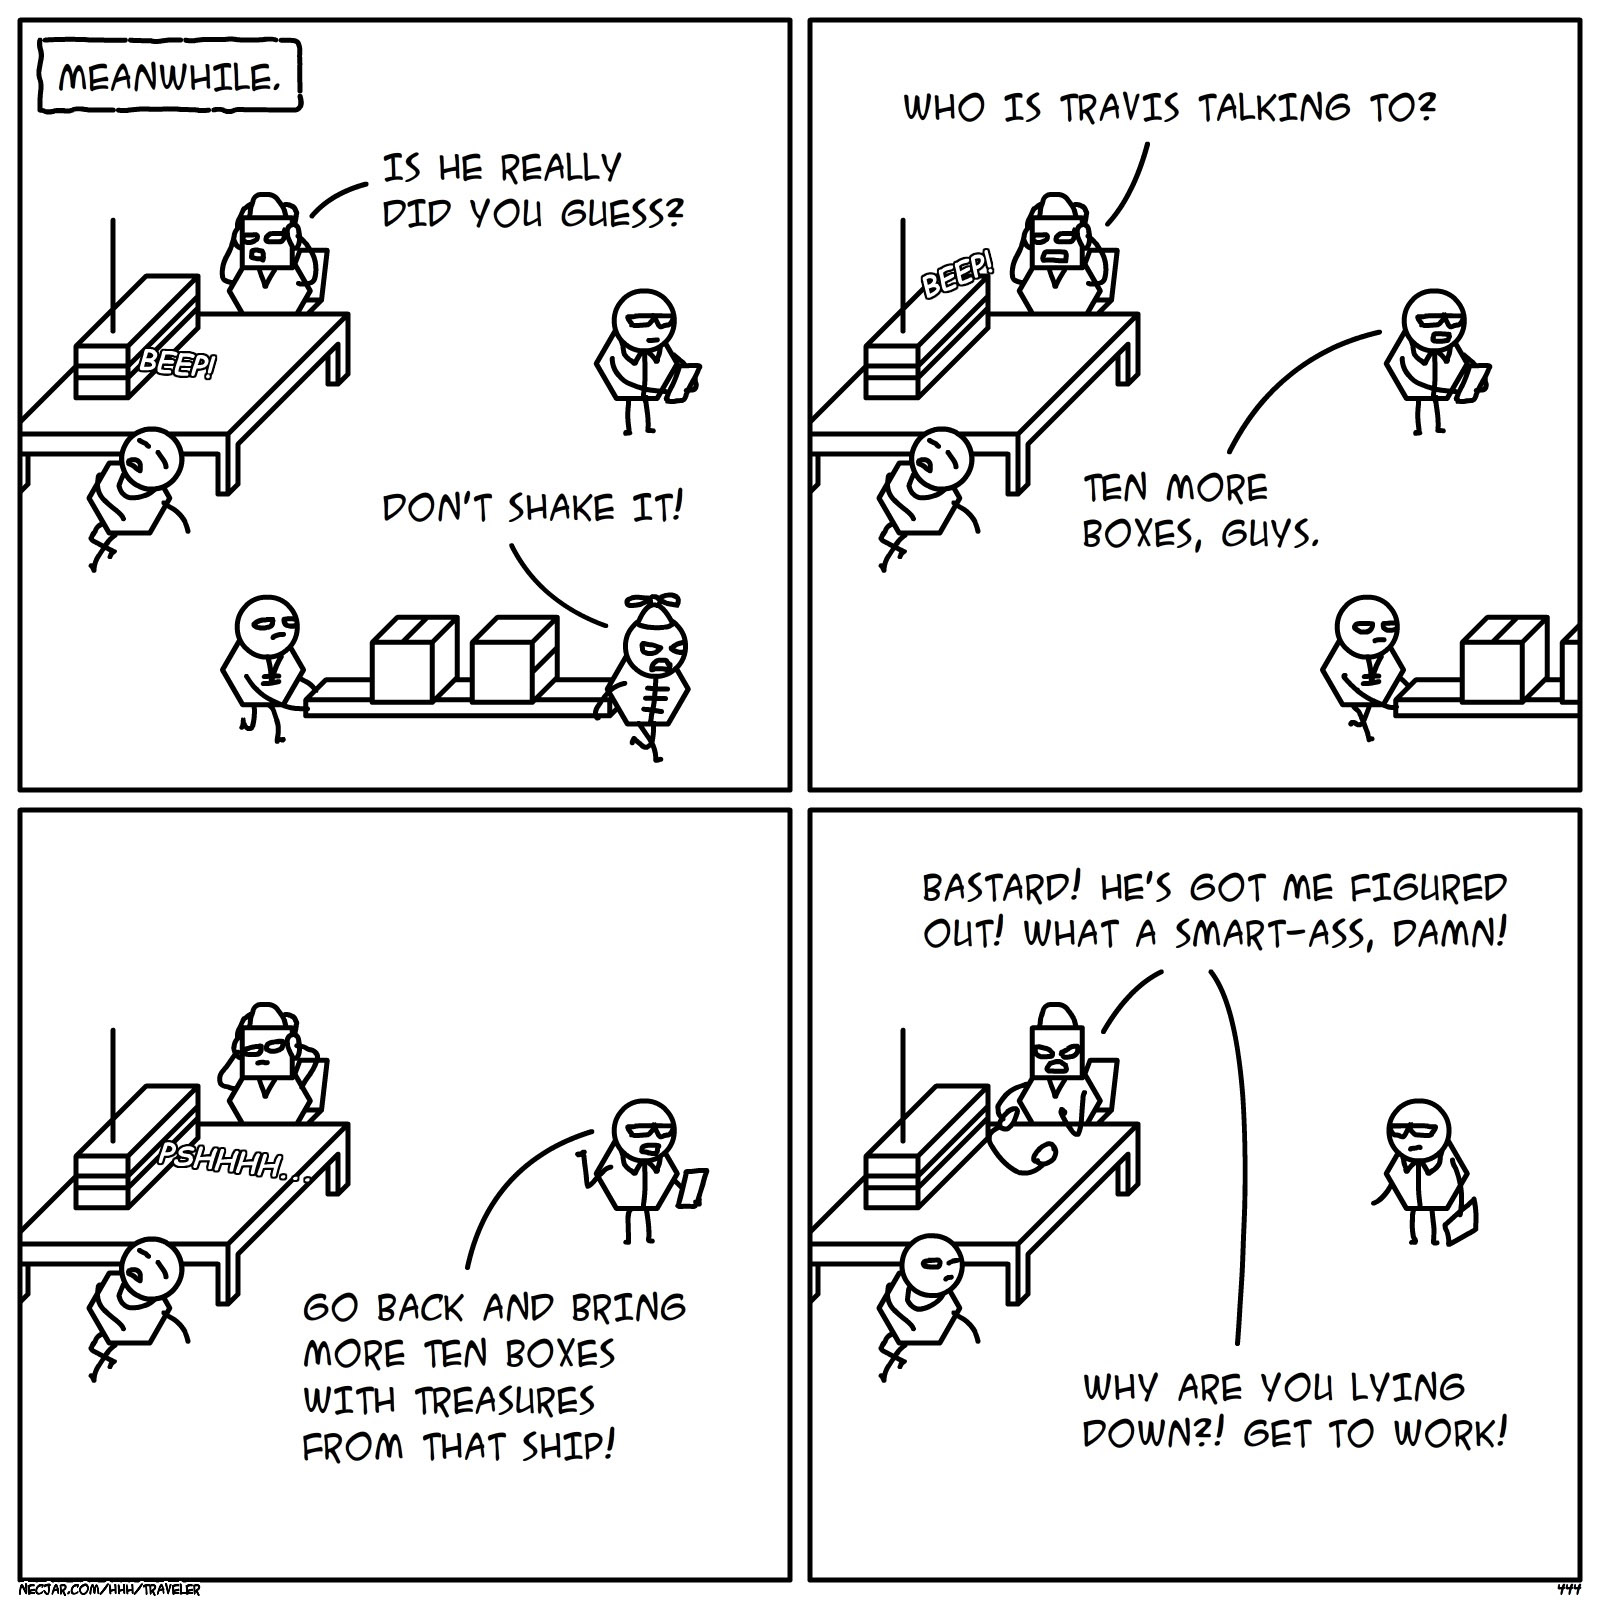 MEANWHILE.
IS HE REALLY
DID YOU GUESS?
BEEP!
DON'T SHAKE IT!
WHO IS TRAVIS TALKING TO?
BEEP!
TEN MORE
BOXES, GUYS.
PSHHHH...
GO BACK AND BRING
MORE TEN BOXES
WITH TREASURES
FROM THAT SHIP!
BASTARD! HE'S GOT ME FIGURED
OUT! WHAT A SMART-ASS, DAMN!
WHY ARE YOU LYING
DOWN?! GET TO WORK!
NECJAR.COM/HHH/TRAVELER
444